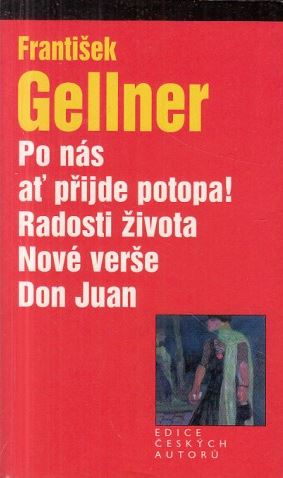 František
Gellner
Po nás
ať přijde potopa!
Radosti života
Nové verše
Don Juan
EDICE
ČESKÝCH
AUTORŮ